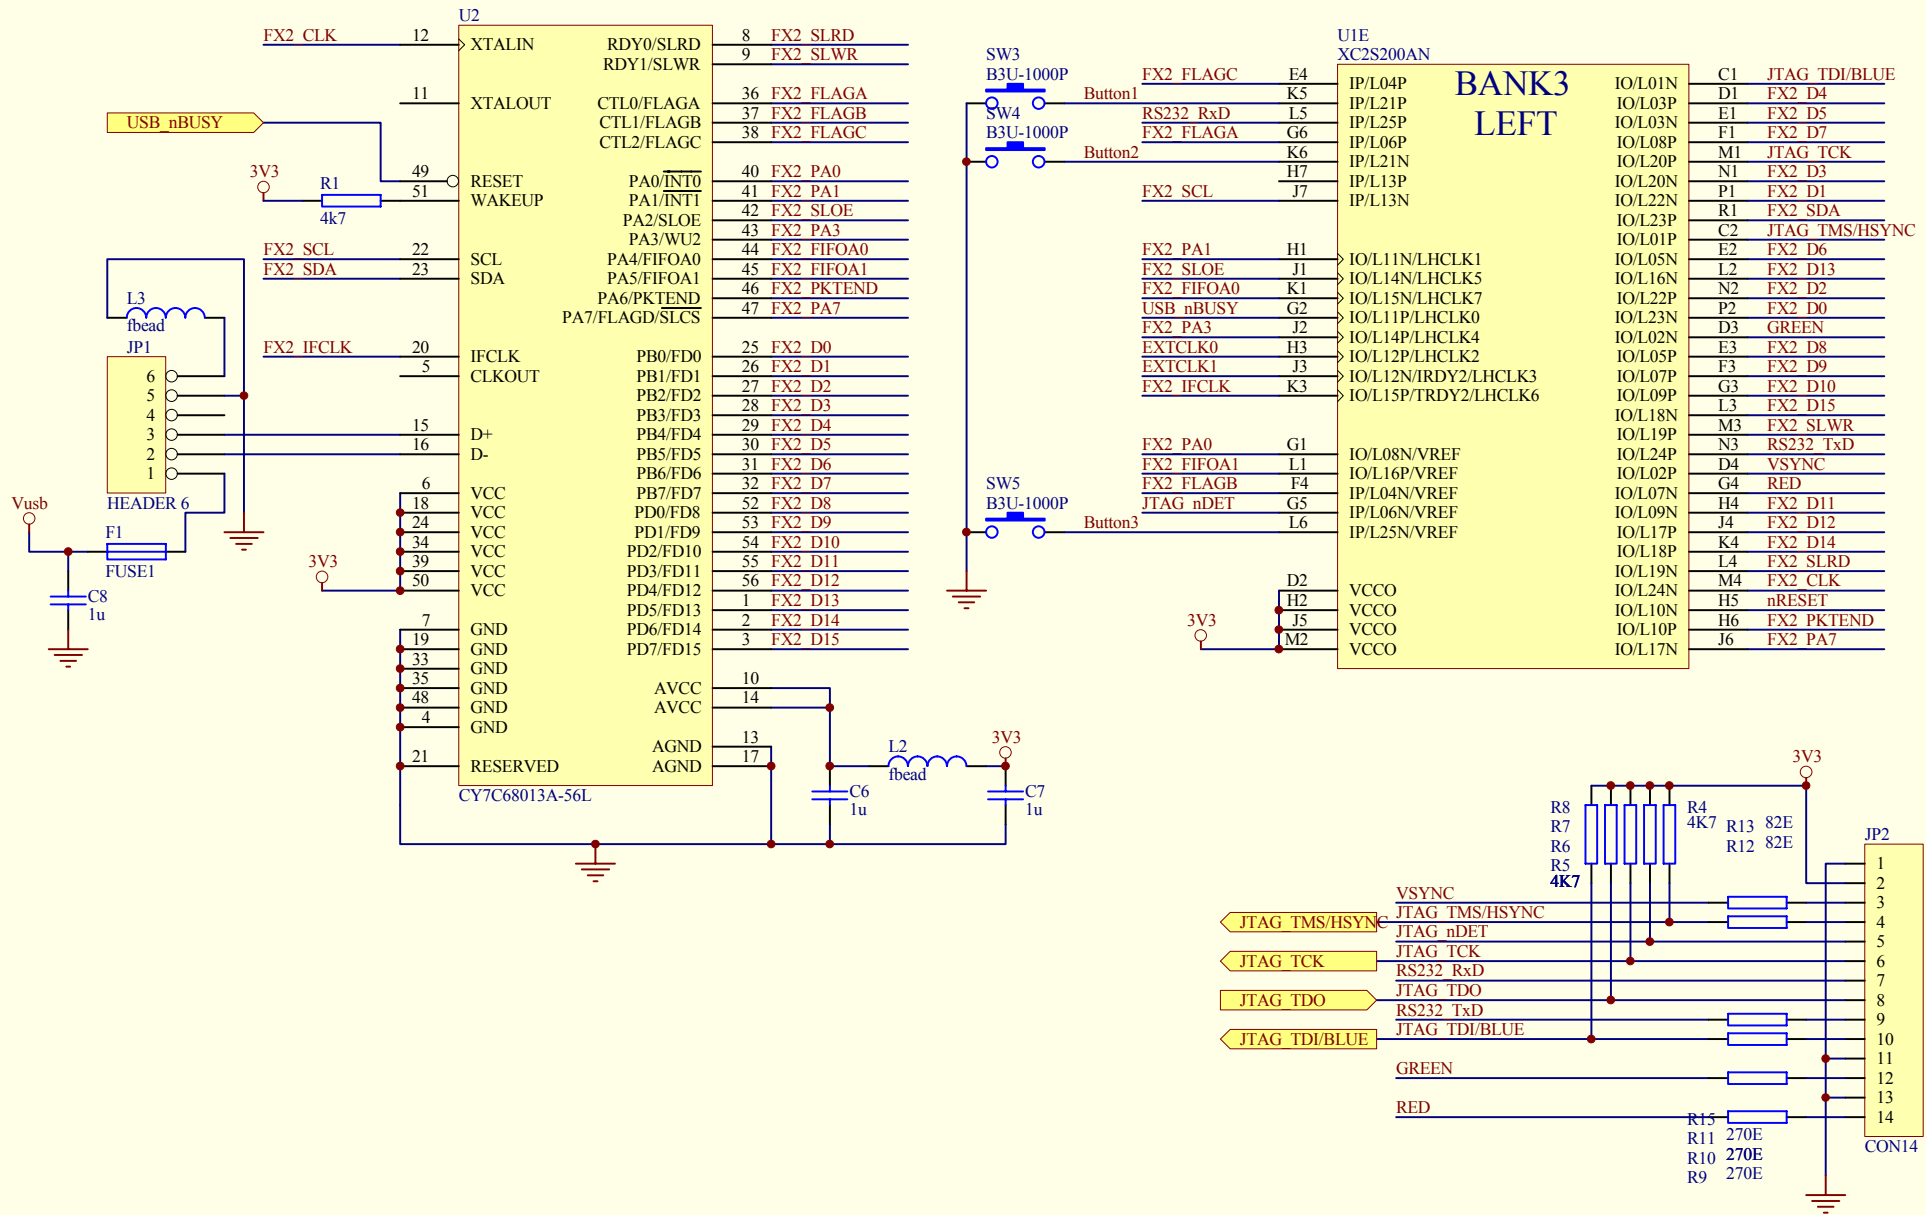 U2
FX2_CLK 12 XTALIN RDY0/SLRD 8 FX2_SLRD
RDY1/SLWR 9 FX2_SLWR
11 XTALOUT CTL0/FLAGA 36 FX2_FLAGA
USB_nBUSY CTL1/FLAGB 37 FX2_FLAGB
CTL2/FLAGC 38 FX2_FLAGC
49 RESET PA0/INT0 40 FX2_PA0
3V3 R1 4k7 51 WAKEUP PA1/INT1 41 FX2_PA1
PA2/SLOE 42 FX2_SLOE
PA3/WU2 43 FX2_PA3
FX2_SCL 22 SCL PA4/FIFOA0 44 FX2_FIFOA0
FX2_SDA 23 SDA PA5/FIFOA1 45 FX2_FIFOA1
PA6/PKTEND 46 FX2_PKTEND
PA7/FLAGD/SLCS 47 FX2_PA7
FX2_IFCLK 20 IFCLK PB0/FD0 25 FX2_D0
5 CLKOUT PB1/FD1 26 FX2_D1
PB2/FD2 27 FX2_D2
PB3/FD3 28 FX2_D3
15 D+ PB4/FD4 29 FX2_D4
16 D- PB5/FD5 30 FX2_D5
PB6/FD6 31 FX2_D6
6 VCC PB7/FD7 32 FX2_D7
18 VCC PD0/FD8 52 FX2_D8
24 VCC PD1/FD9 53 FX2_D9
34 VCC PD2/FD10 54 FX2_D10
39 VCC PD3/FD11 55 FX2_D11
3V3 50 VCC PD4/FD12 56 FX2_D12
PD5/FD13 1 FX2_D13
7 GND PD6/FD14 2 FX2_D14
19 GND PD7/FD15 3 FX2_D15
33 GND
35 GND AVCC 10
48 GND AVCC 14
4 GND
AGND 13
21 RESERVED AGND 17
CY7C68013A-56L
L3
fbead
JP1
6
5
4
3
2
1
HEADER 6
Vusb
F1
FUSE1
C8
1u
L2
fbead
3V3
C6
1u
C7
1u
SW3
B3U-1000P
Button1
SW4
B3U-1000P
Button2
SW5
B3U-1000P
Button3
U1E
XC2S200AN
BANK3
LEFT
FX2_FLAGC E4 IP/L04P IO/L01N C1 JTAG_TDI/BLUE
K5 IP/L21P IO/L03P D1 FX2_D4
RS232_RxD L5 IP/L25P IO/L03N E1 FX2_D5
FX2_FLAGA G6 IP/L06P IO/L08P F1 FX2_D7
K6 IP/L21N IO/L20P M1 JTAG_TCK
H7 IP/L13P IO/L20N N1 FX2_D3
FX2_SCL J7 IP/L13N IO/L22N P1 FX2_D1
IO/L23P R1 FX2_SDA
IO/L01P C2 JTAG_TMS/HSYNC
FX2_PA1 H1 IO/L11N/LHCLK1 IO/L05N E2 FX2_D6
FX2_SLOE J1 IO/L14N/LHCLK5 IO/L16N L2 FX2_D13
FX2_FIFOA0 K1 IO/L15N/LHCLK7 IO/L22P N2 FX2_D2
USB_nBUSY G2 IO/L11P/LHCLK0 IO/L23N P2 FX2_D0
FX2_PA3 J2 IO/L14P/LHCLK4 IO/L02N D3 GREEN
EXTCLK0 H3 IO/L12P/LHCLK2 IO/L05P E3 FX2_D8
EXTCLK1 J3 IO/L12N/IRDY2/LHCLK3 IO/L07P F3 FX2_D9
FX2_IFCLK K3 IO/L15P/TRDY2/LHCLK6 IO/L09P G3 FX2_D10
IO/L18N L3 FX2_D15
IO/L19P M3 FX2_SLWR
FX2_PA0 G1 IO/L08N/VREF IO/L24P N3 RS232_TxD
FX2_FIFOA1 L1 IO/L16P/VREF IO/L02P D4 VSYNC
FX2_FLAGB F4 IP/L04N/VREF IO/L07N G4 RED
JTAG_nDET G5 IP/L06N/VREF IO/L09N H4 FX2_D11
L6 IP/L25N/VREF IO/L17P J4 FX2_D12
IO/L18P K4 FX2_D14
IO/L19N L4 FX2_SLRD
D2 VCCO IO/L24N M4 FX2_CLK
H2 VCCO IO/L10N H5 nRESET
J5 VCCO IO/L10P H6 FX2_PKTEND
3V3 M2 VCCO IO/L17N J6 FX2_PA7
3V3
R8 R4
R7 4K7 R13 82E
R6 R12 82E
R5
4K7
JP2
1
2
VSYNC 3
JTAG_TMS/HSYNC JTAG_TMS/HSYNC 4
JTAG_nDET 5
JTAG_TCK JTAG_TCK 6
RS232_RxD 7
JTAG_TDO JTAG_TDO 8
RS232_TxD 9
JTAG_TDI/BLUE JTAG_TDI/BLUE 10
11
GREEN 12
13
RED 14
CON14
R15
R11 270E
R10 270E
R9 270E